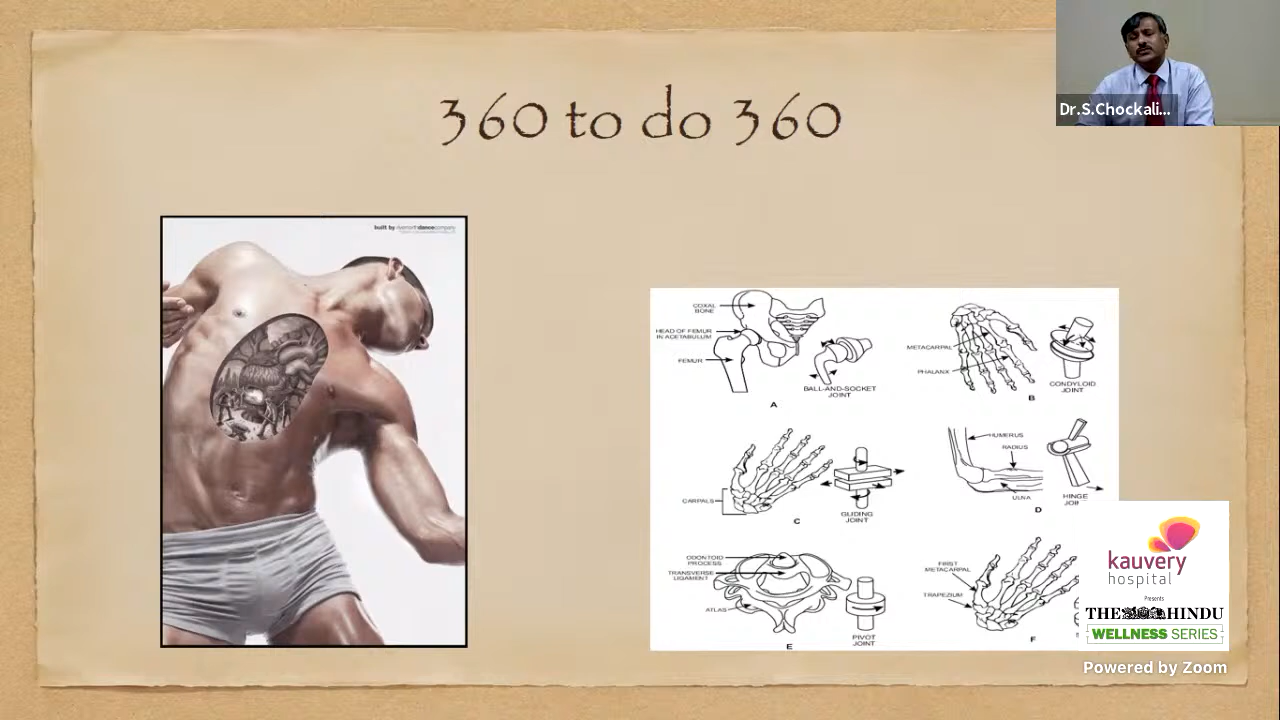 Dr.S.Chockali...
360 to do 360
built by
COXAL
BONE
HEAD OF FEMUR
IN ACETABULUM
FEMUR
BALL-AND-SOCKET
JOINT
A
METACARPAL
PHALANX
CONDYLOID
JOINT
B
CARPALS
GLIDING
JOINT
C
HUMERUS
RADIUS
ULNA
HINGE
D
ODONTOID
PROCESS
TRANSVERSE
LIGAMENT
ATLAS
PIVOT
JOINT
E
FIRST
METACARPAL
TRAPEZIUM
F
kauvery
hospital
Presents
THE HINDU
WELLNESS SERIES
Powered by Zoom